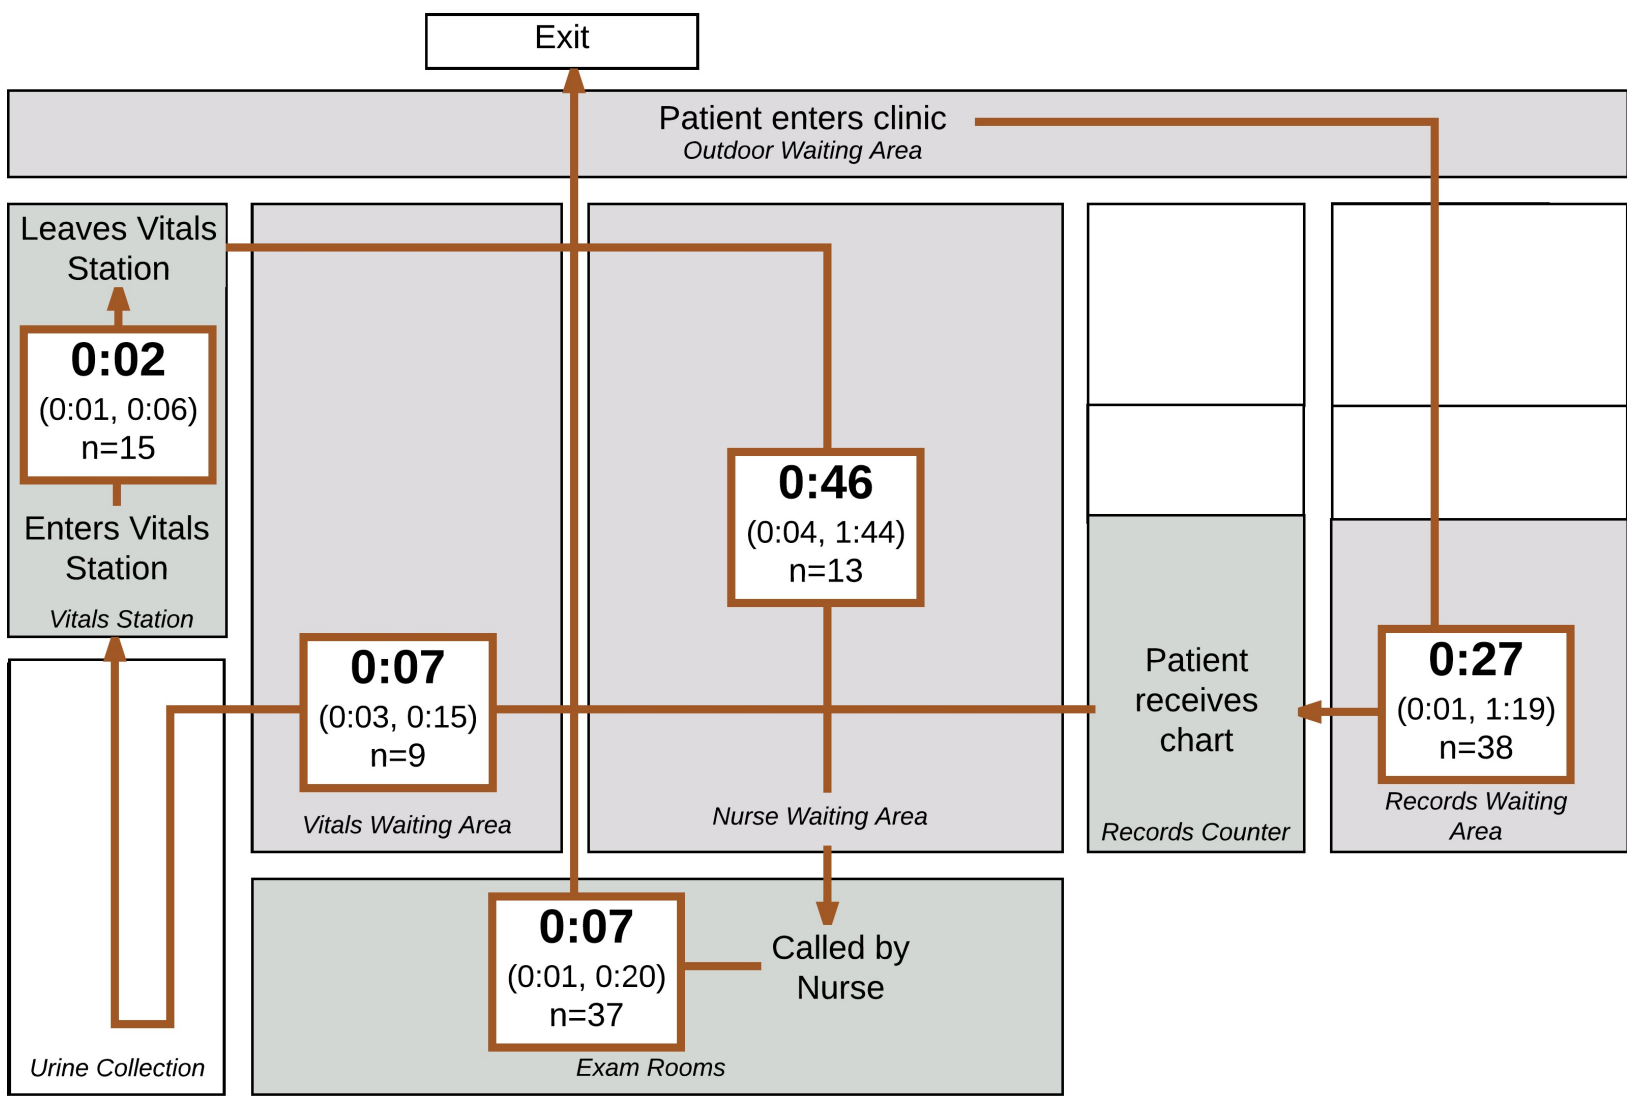 Exit
Patient enters clinic
Outdoor Waiting Area
Leaves Vitals
Station
0:02
(0:01, 0:06)
n=15
Enters Vitals
Station
Vitals Station
0:07
(0:03, 0:15)
n=9
Vitals Waiting Area
0:46
(0:04, 1:44)
n=13
Nurse Waiting Area
Patient
receives
chart
Records Counter
0:27
(0:01, 1:19)
n=38
Records Waiting
Area
Urine Collection
0:07
(0:01, 0:20)
n=37
Called by
Nurse
Exam Rooms